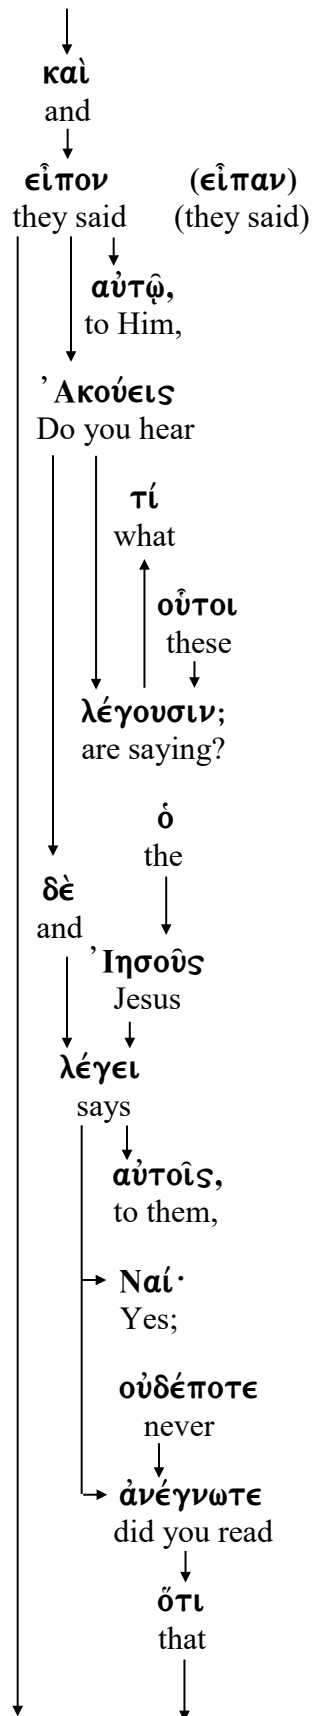 καὶ
and
εἶπον (εἶπαν)
they said (they said)
αὐτῷ,
to Him,
Ἀκούεις
Do you hear
τί
what
οὗτοι
these
λέγουσιν;
are saying?
ὁ
the
δὲ
and
Ἰησοῦς
Jesus
λέγει
says
αὐτοῖς,
to them,
Ναί·
Yes;
οὐδέποτε
never
ἀνέγνωτε
did you read
ὅτι
that